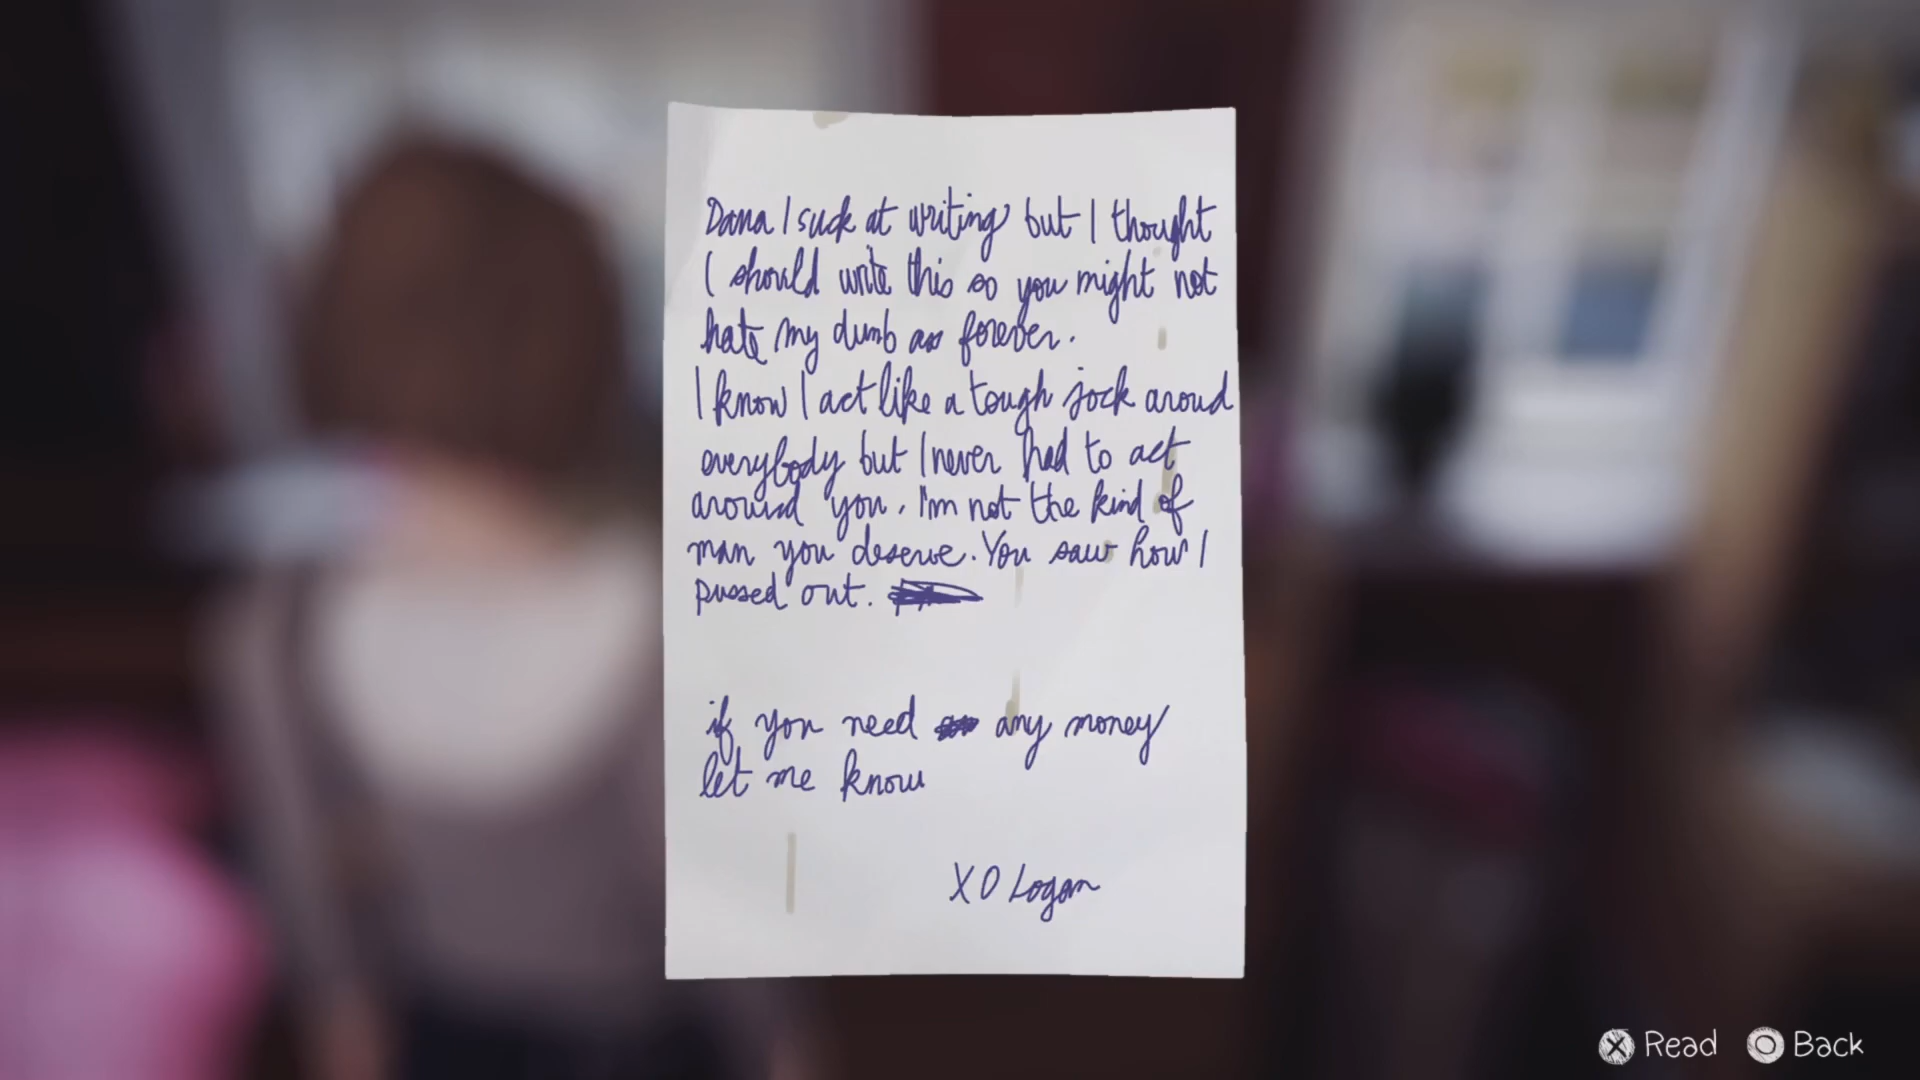 Dana I suck at writing but I thought
I should write this so you might not
hate my dumb ass forever.
I know I act like a tough jock aroud
everybody but I never had to act
around you. I'm not the kind of
man you deserve. You saw how I
pussed out.
if you need any money
let me know
XO Logan
Read
Back